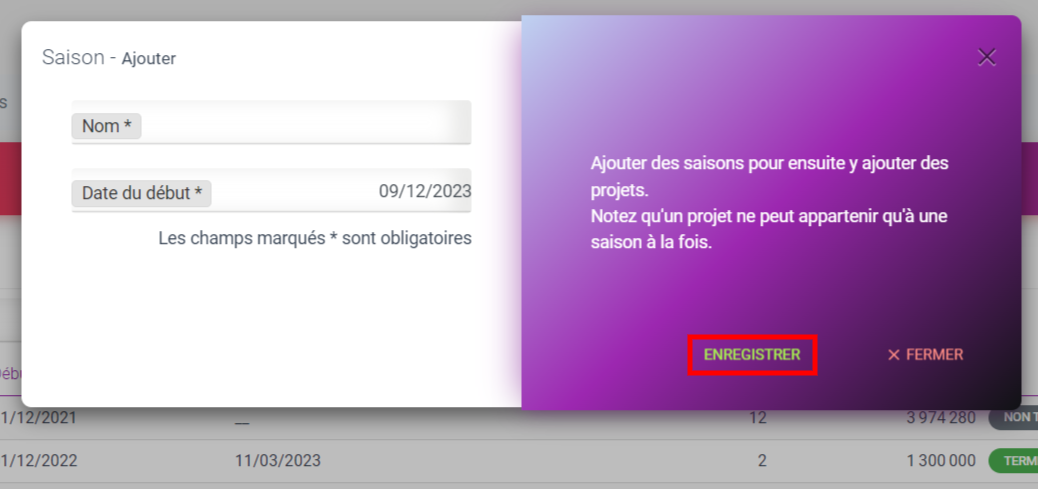 Saison - Ajouter
Nom *
Date du début * 09/12/2023
Les champs marqués * sont obligatoires
Ajouter des saisons pour ensuite y ajouter des
projets.
Notez qu'un projet ne peut appartenir qu'à une
saison à la fois.
ENREGISTRER
× FERMER
1/12/2021 __ 12 3 974 280 NON T
1/12/2022 11/03/2023 2 1 300 000 TERM